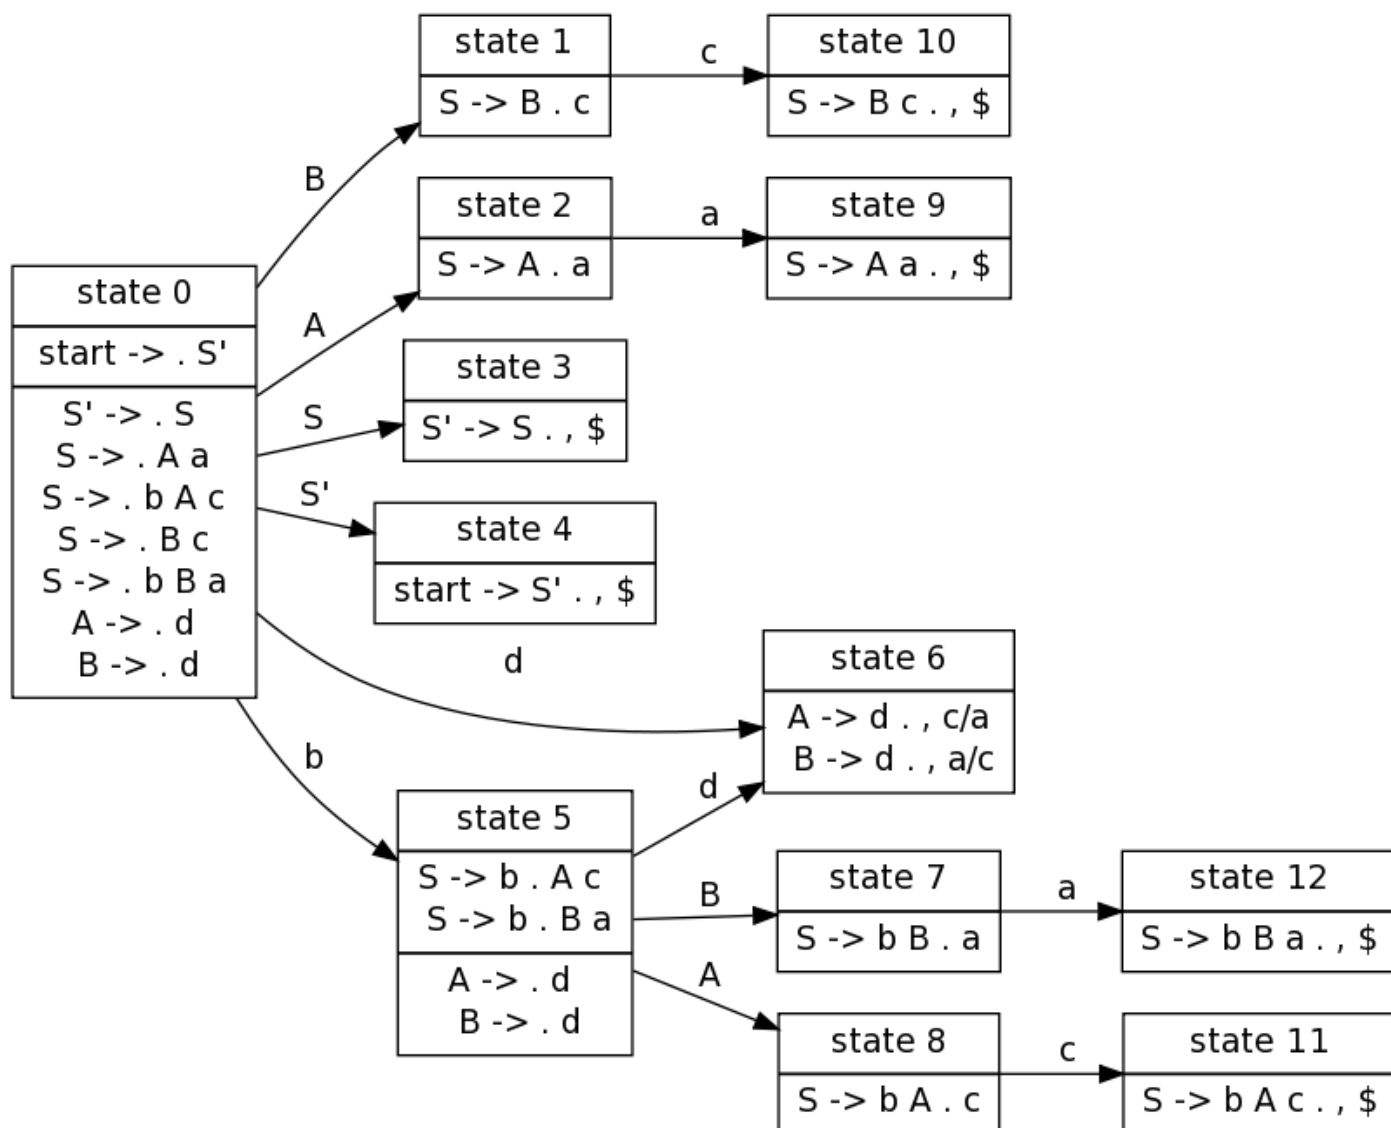 state 0
start -> . S'
S' -> . S
S -> . A a
S -> . b A c
S -> . B c
S -> . b B a
A -> . d
B -> . d
B
A
S
S'
d
b
state 1
S -> B . c
c
state 10
S -> B c . , $
state 2
S -> A . a
a
state 9
S -> A a . , $
state 3
S' -> S . , $
state 4
start -> S' . , $
state 5
S -> b . A c
S -> b . B a
A -> . d
B -> . d
d
B
A
state 6
A -> d . , c/a
B -> d . , a/c
state 7
S -> b B . a
a
state 12
S -> b B a . , $
state 8
S -> b A . c
c
state 11
S -> b A c . , $